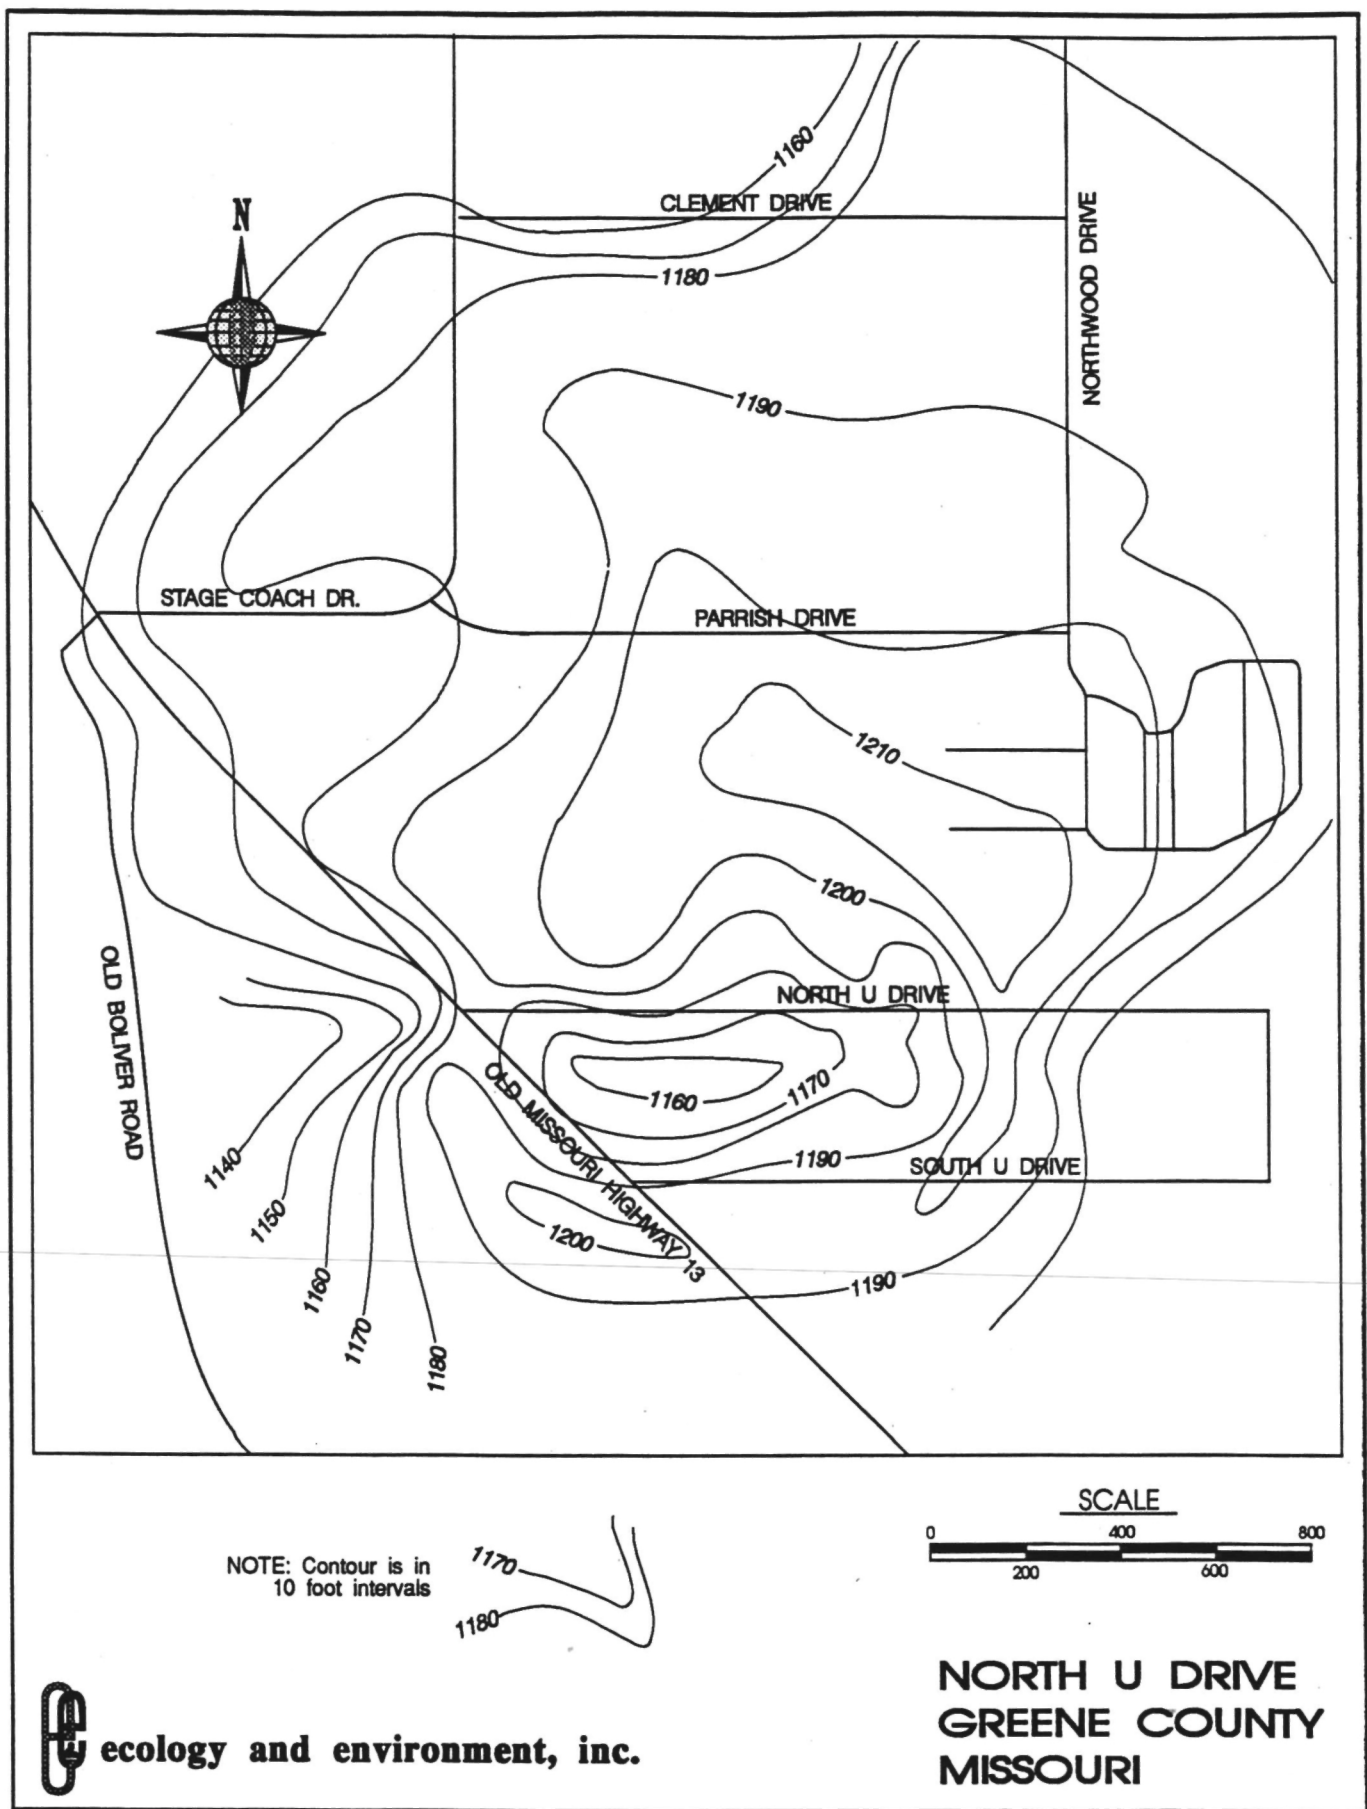 N
1160
CLEMENT DRIVE
1180
NORTHWOOD DRIVE
1190
STAGE COACH DR.
PARRISH DRIVE
1210
1200
OLD BOLIVER ROAD
NORTH U DRIVE
OLD MISSOURI HIGHWAY 13
1160
1170
1190
SOUTH U DRIVE
1140
1150
1160
1170
1180
1200
1190
SCALE
0 400 800
200 600
NOTE: Contour is in
10 foot intervals
1170
1180
NORTH U DRIVE
GREENE COUNTY
MISSOURI
ecology and environment, inc.